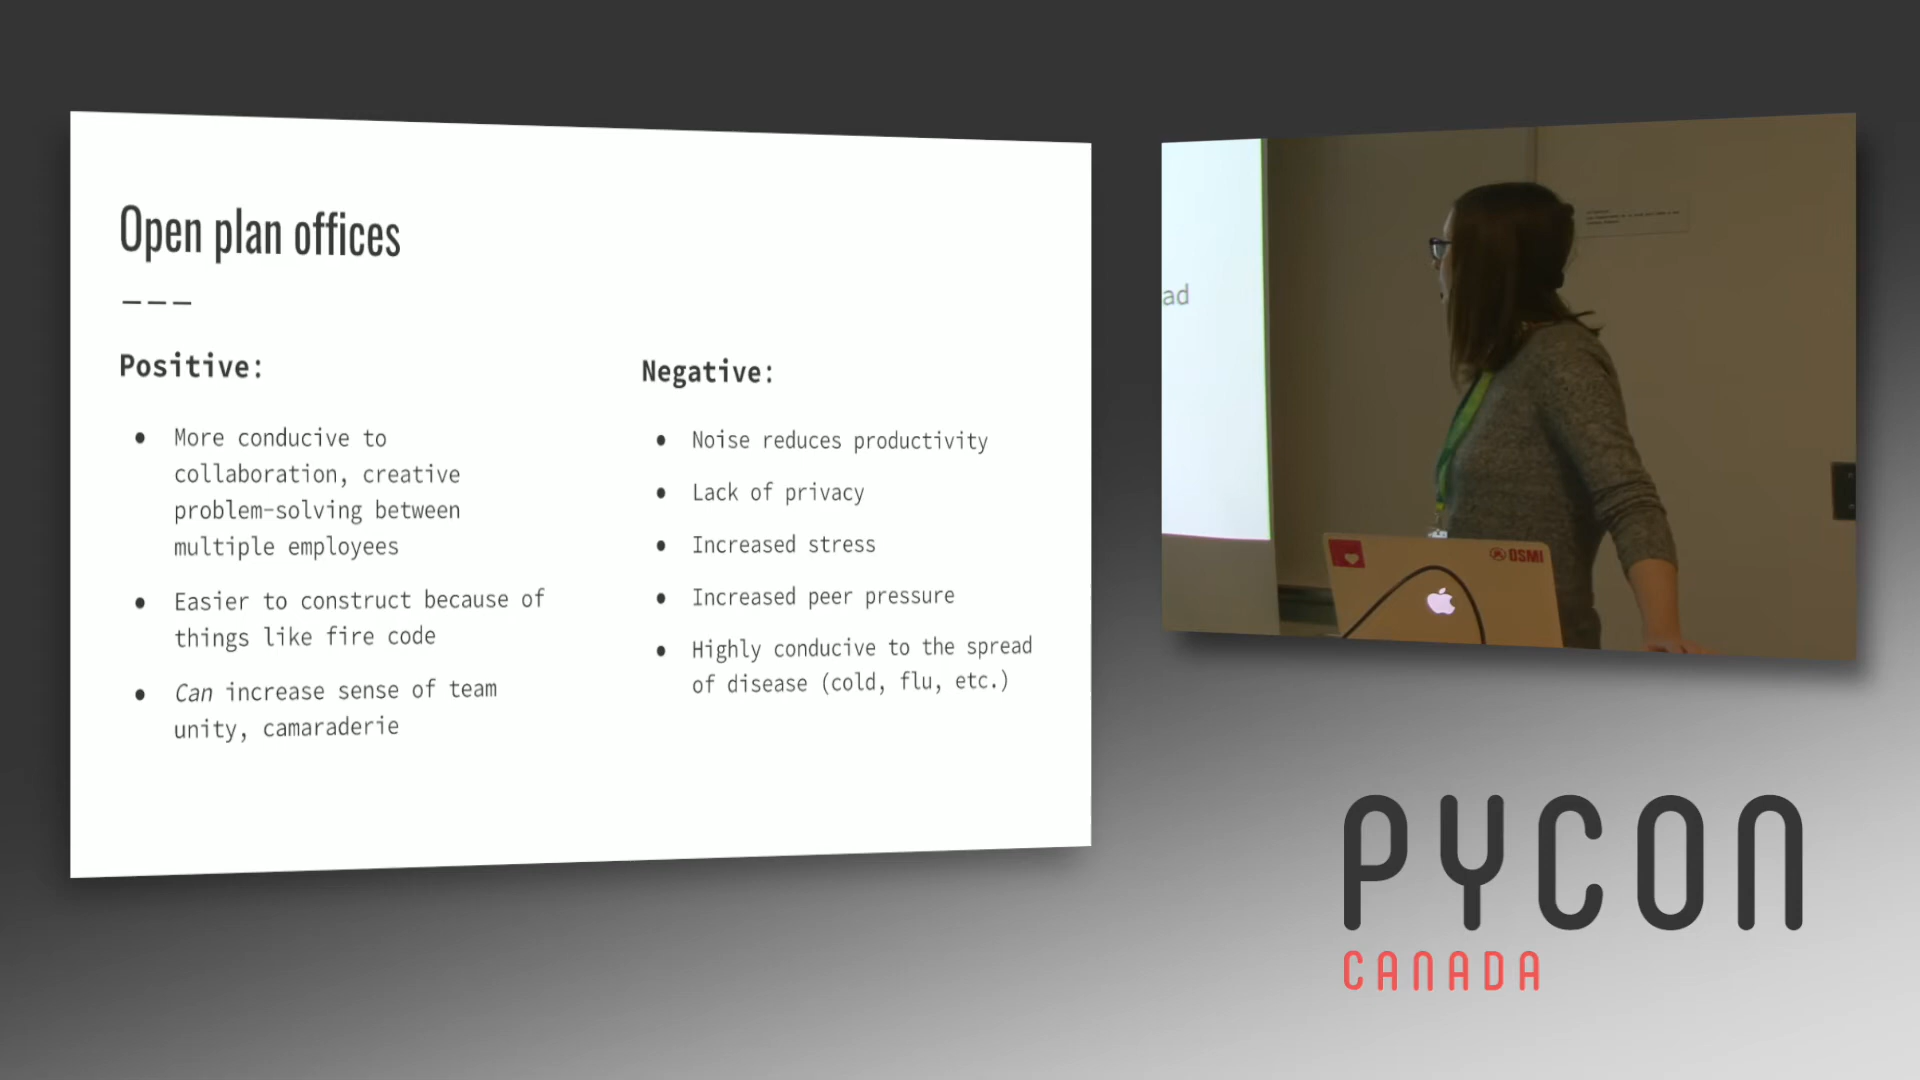 Open plan offices
---
Positive:
● More conducive to
collaboration, creative
problem-solving between
multiple employees
● Easier to construct because of
things like fire code
● Can increase sense of team
unity, camaraderie
Negative:
● Noise reduces productivity
● Lack of privacy
● Increased stress
● Increased peer pressure
● Highly conducive to the spread
of disease (cold, flu, etc.)
ad
OSMI
PYCON
CANADA